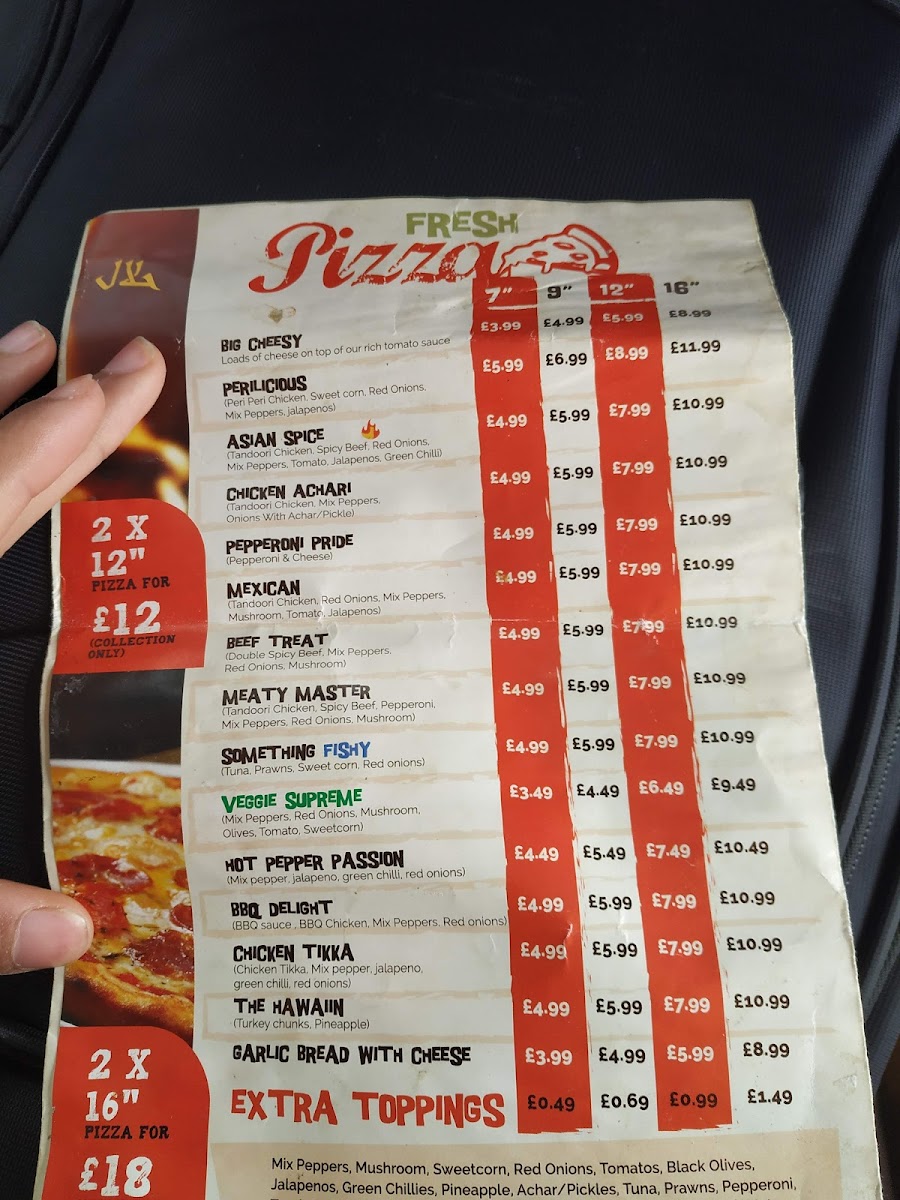 FRESH
Pizza
7" 9" 12" 16"
BIG CHEESY £3.99 £4.99 £5.99 £8.99
Loads of cheese on top of our rich tomato sauce
PERILICIOUS £5.99 £6.99 £8.99 £11.99
(Peri Peri Chicken, Sweet corn, Red Onions,
Mix Peppers, jalapenos)
ASIAN SPICE £4.99 £5.99 £7.99 £10.99
(Tandoori Chicken, Spicy Beef, Red Onions,
Mix Peppers, Tomato, Jalapenos, Green Chilli)
CHICKEN ACHARI £4.99 £5.99 £7.99 £10.99
(Tandoori Chicken, Mix Peppers,
Onions With Achar/Pickle)
PEPPERONI PRIDE £4.99 £5.99 £7.99 £10.99
(Pepperoni & Cheese)
MEXICAN £4.99 £5.99 £7.99 £10.99
(Tandoori Chicken, Red Onions, Mix Peppers,
Mushroom, Tomato, Jalapenos)
BEEF TREAT £4.99 £5.99 £7.99 £10.99
(Double Spicy Beef, Mix Peppers,
Red Onions, Mushroom)
MEATY MASTER £4.99 £5.99 £7.99 £10.99
(Tandoori Chicken, Spicy Beef, Pepperoni,
Mix Peppers, Red Onions, Mushroom)
SOMETHING FISHY £4.99 £5.99 £7.99 £10.99
(Tuna, Prawns, Sweet corn, Red onions)
VEGGIE SUPREME £3.49 £4.49 £6.49 £9.49
(Mix Peppers, Red Onions, Mushroom,
Olives, Tomato, Sweetcorn)
HOT PEPPER PASSION £4.49 £5.49 £7.49 £10.49
(Mix pepper, jalapeno, green chilli, red onions)
BBQ DELIGHT £4.99 £5.99 £7.99 £10.99
(BBQ sauce , BBQ Chicken, Mix Peppers, Red onions)
CHICKEN TIKKA £4.99 £5.99 £7.99 £10.99
(Chicken Tikka, Mix pepper, jalapeno,
green chilli, red onions)
THE HAWAIIN £4.99 £5.99 £7.99 £10.99
(Turkey chunks, Pineapple)
GARLIC BREAD WITH CHEESE £3.99 £4.99 £5.99 £8.99
EXTRA TOPPINGS £0.49 £0.69 £0.99 £1.49
Mix Peppers, Mushroom, Sweetcorn, Red Onions, Tomatos, Black Olives,
Jalapenos, Green Chillies, Pineapple, Achar/Pickles, Tuna, Prawns, Pepperoni,
2 X
12"
PIZZA FOR
£12
(COLLECTION
ONLY)
2 X
16"
PIZZA FOR
£18